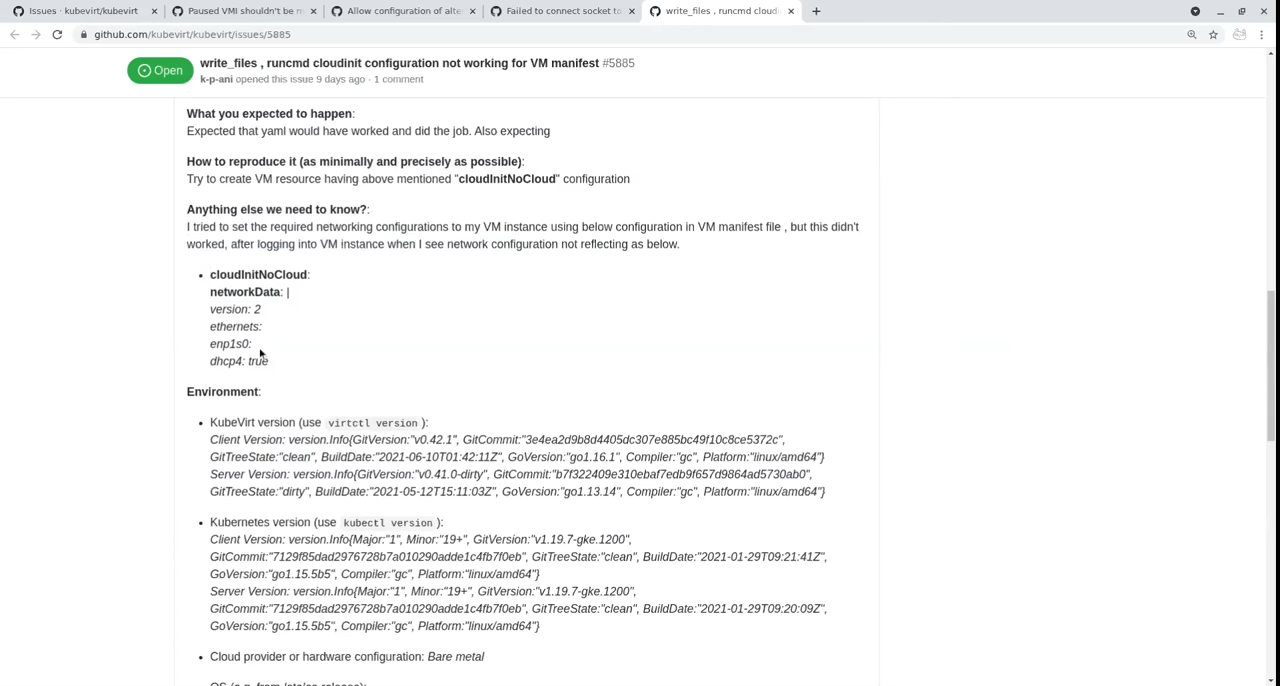 Issues · kubevirt/kubevirt
Paused VMI shouldn't be m
Allow configuration of alte
Failed to connect socket to
write_files , runcmd cloudi
github.com/kubevirt/kubevirt/issues/5885
Open
write_files , runcmd cloudinit configuration not working for VM manifest #5885
k-p-ani opened this issue 9 days ago · 1 comment
What you expected to happen:
Expected that yaml would have worked and did the job. Also expecting
How to reproduce it (as minimally and precisely as possible):
Try to create VM resource having above mentioned "cloudInitNoCloud" configuration
Anything else we need to know?:
I tried to set the required networking configurations to my VM instance using below configuration in VM manifest file , but this didn't
worked, after logging into VM instance when I see network configuration not reflecting as below.
• cloudInitNoCloud:
networkData: |
version: 2
ethernets:
enp1s0:
dhcp4: true
Environment:
• KubeVirt version (use virtctl version ):
Client Version: version.Info{GitVersion:"v0.42.1", GitCommit:"3e4ea2d9b8d4405dc307e885bc49f10c8ce5372c",
GitTreeState:"clean", BuildDate:"2021-06-10T01:42:11Z", GoVersion:"go1.16.1", Compiler:"gc", Platform:"linux/amd64"}
Server Version: version.Info{GitVersion:"v0.41.0-dirty", GitCommit:"b7f322409e310ebaf7edb9f657d9864ad5730ab0",
GitTreeState:"dirty", BuildDate:"2021-05-12T15:11:03Z", GoVersion:"go1.13.14", Compiler:"gc", Platform:"linux/amd64"}
• Kubernetes version (use kubectl version ):
Client Version: version.Info{Major:"1", Minor:"19+", GitVersion:"v1.19.7-gke.1200",
GitCommit:"7129f85dad2976728b7a010290adde1c4fb7f0eb", GitTreeState:"clean", BuildDate:"2021-01-29T09:21:41Z",
GoVersion:"go1.15.5b5", Compiler:"gc", Platform:"linux/amd64"}
Server Version: version.Info{Major:"1", Minor:"19+", GitVersion:"v1.19.7-gke.1200",
GitCommit:"7129f85dad2976728b7a010290adde1c4fb7f0eb", GitTreeState:"clean", BuildDate:"2021-01-29T09:20:09Z",
GoVersion:"go1.15.5b5", Compiler:"gc", Platform:"linux/amd64"}
• Cloud provider or hardware configuration: Bare metal